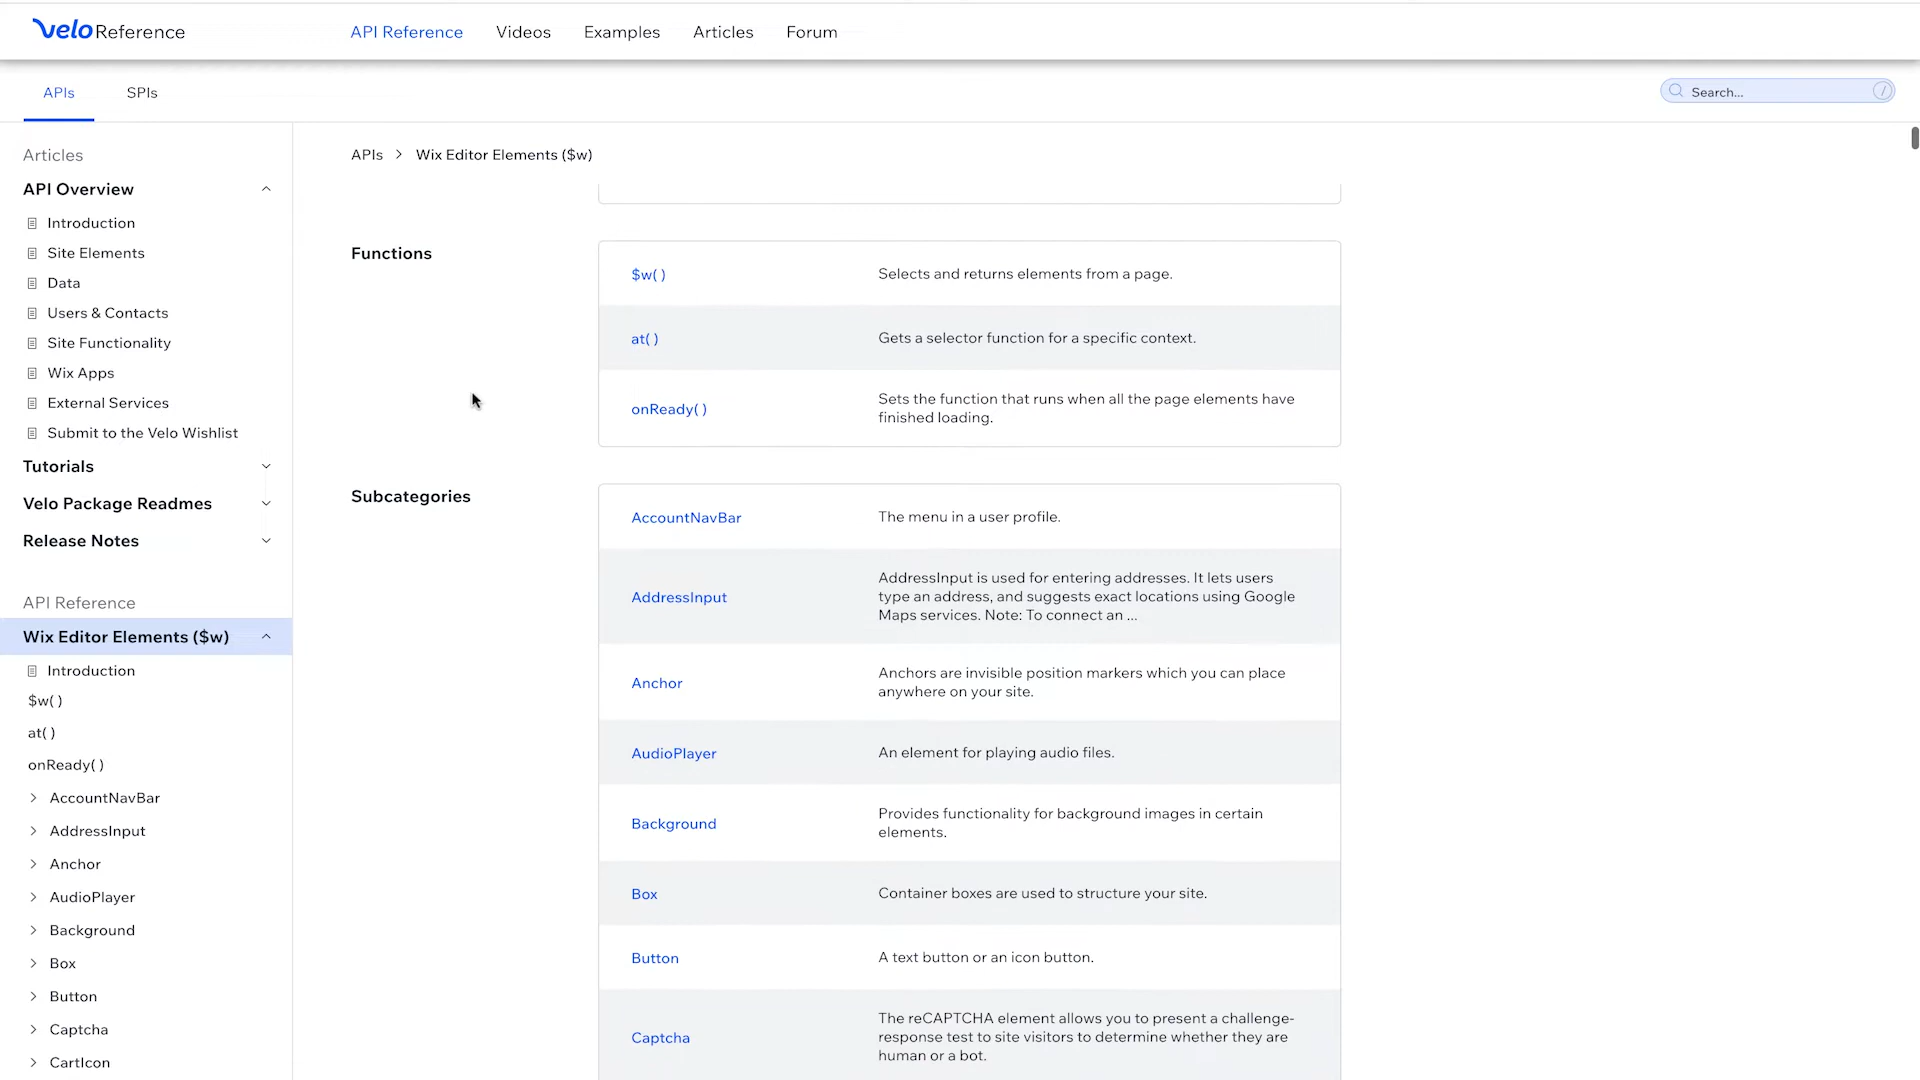 velo Reference
API Reference
Videos
Examples
Articles
Forum
APIs
SPIs
Search...
/
Articles
API Overview
Introduction
Site Elements
Data
Users & Contacts
Site Functionality
Wix Apps
External Services
Submit to the Velo Wishlist
Tutorials
Velo Package Readmes
Release Notes
API Reference
Wix Editor Elements ($w)
Introduction
$w( )
at( )
onReady( )
AccountNavBar
AddressInput
Anchor
AudioPlayer
Background
Box
Button
Captcha
CartIcon
APIs > Wix Editor Elements ($w)
Functions
$w( )
Selects and returns elements from a page.
at( )
Gets a selector function for a specific context.
onReady( )
Sets the function that runs when all the page elements have
finished loading.
Subcategories
AccountNavBar
The menu in a user profile.
AddressInput
AddressInput is used for entering addresses. It lets users
type an address, and suggests exact locations using Google
Maps services. Note: To connect an ...
Anchor
Anchors are invisible position markers which you can place
anywhere on your site.
AudioPlayer
An element for playing audio files.
Background
Provides functionality for background images in certain
elements.
Box
Container boxes are used to structure your site.
Button
A text button or an icon button.
Captcha
The reCAPTCHA element allows you to present a challenge-
response test to site visitors to determine whether they are
human or a bot.